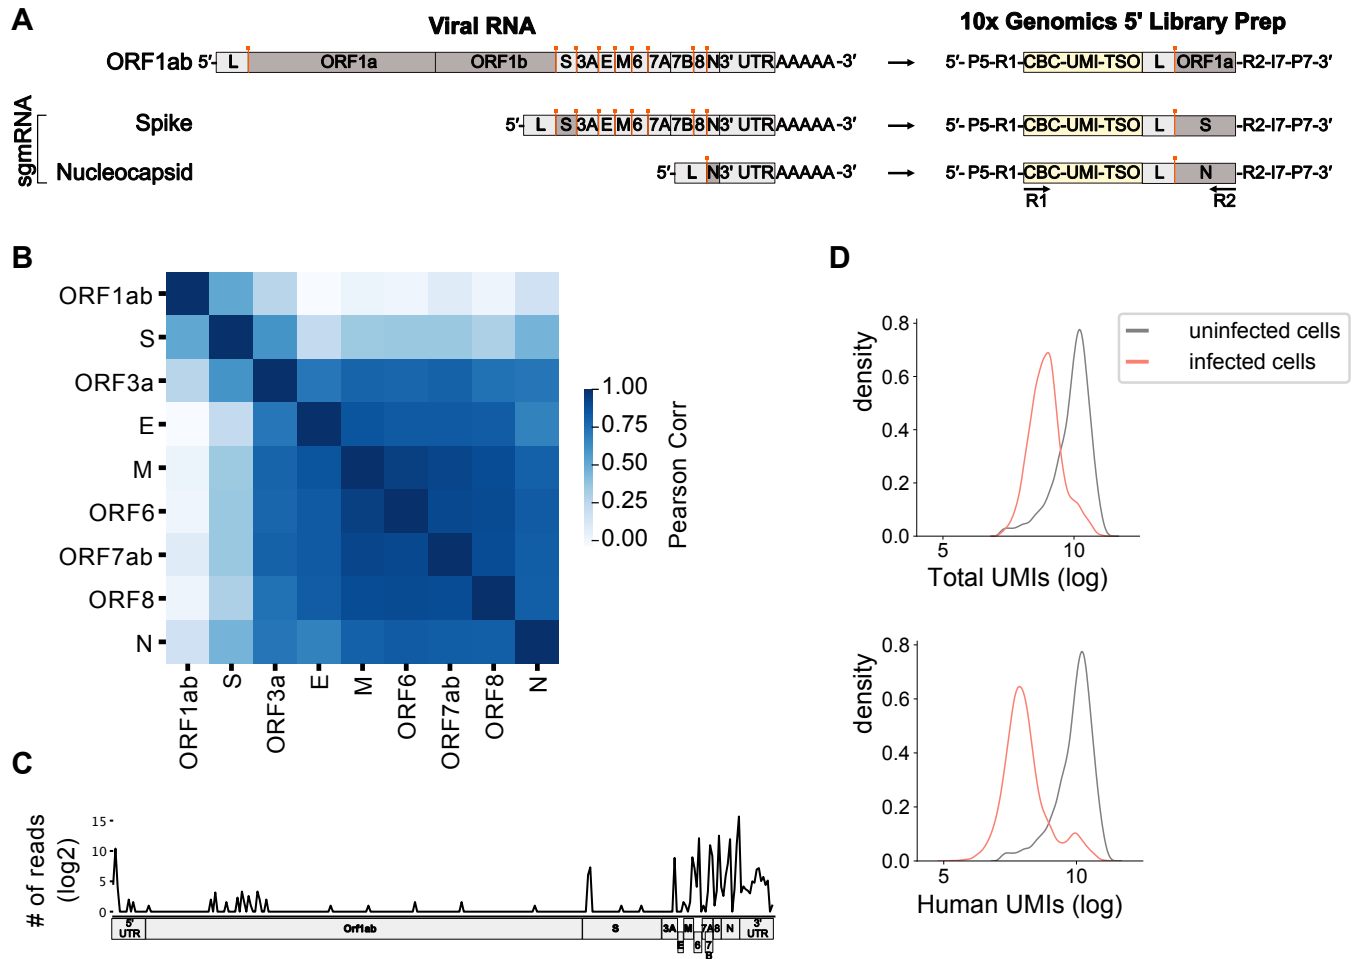 A
Viral RNA
10x Genomics 5' Library Prep
ORF1ab 5′- L ORF1a ORF1b S 3A E M 6 7A 7B 8 N 3' UTR AAAAA -3′
5′- P5-R1- CBC-UMI-TSO L ORF1a -R2-I7-P7-3′
sgmRNA
Spike 5′- L S 3A E M 6 7A 7B 8 N 3' UTR AAAAA -3′
5′- P5-R1- CBC-UMI-TSO L S -R2-I7-P7-3′
Nucleocapsid 5′- L N 3' UTR AAAAA -3′
5′- P5-R1- CBC-UMI-TSO L N -R2-I7-P7-3′
R1 R2
B
ORF1ab
S
ORF3a
E
M
ORF6
ORF7ab
ORF8
N
ORF1ab S ORF3a E M ORF6 ORF7ab ORF8 N
1.00
0.75
0.50
0.25
0.00
Pearson Corr
C
# of reads
(log2)
15
10
5
0
5' UTR Orf1ab S 3A E M 6 7A 7B 8 N 3' UTR
D
uninfected cells
infected cells
density
0.8
0.6
0.4
0.2
0.0
5 10
Total UMIs (log)
density
0.8
0.6
0.4
0.2
0.0
5 10
Human UMIs (log)